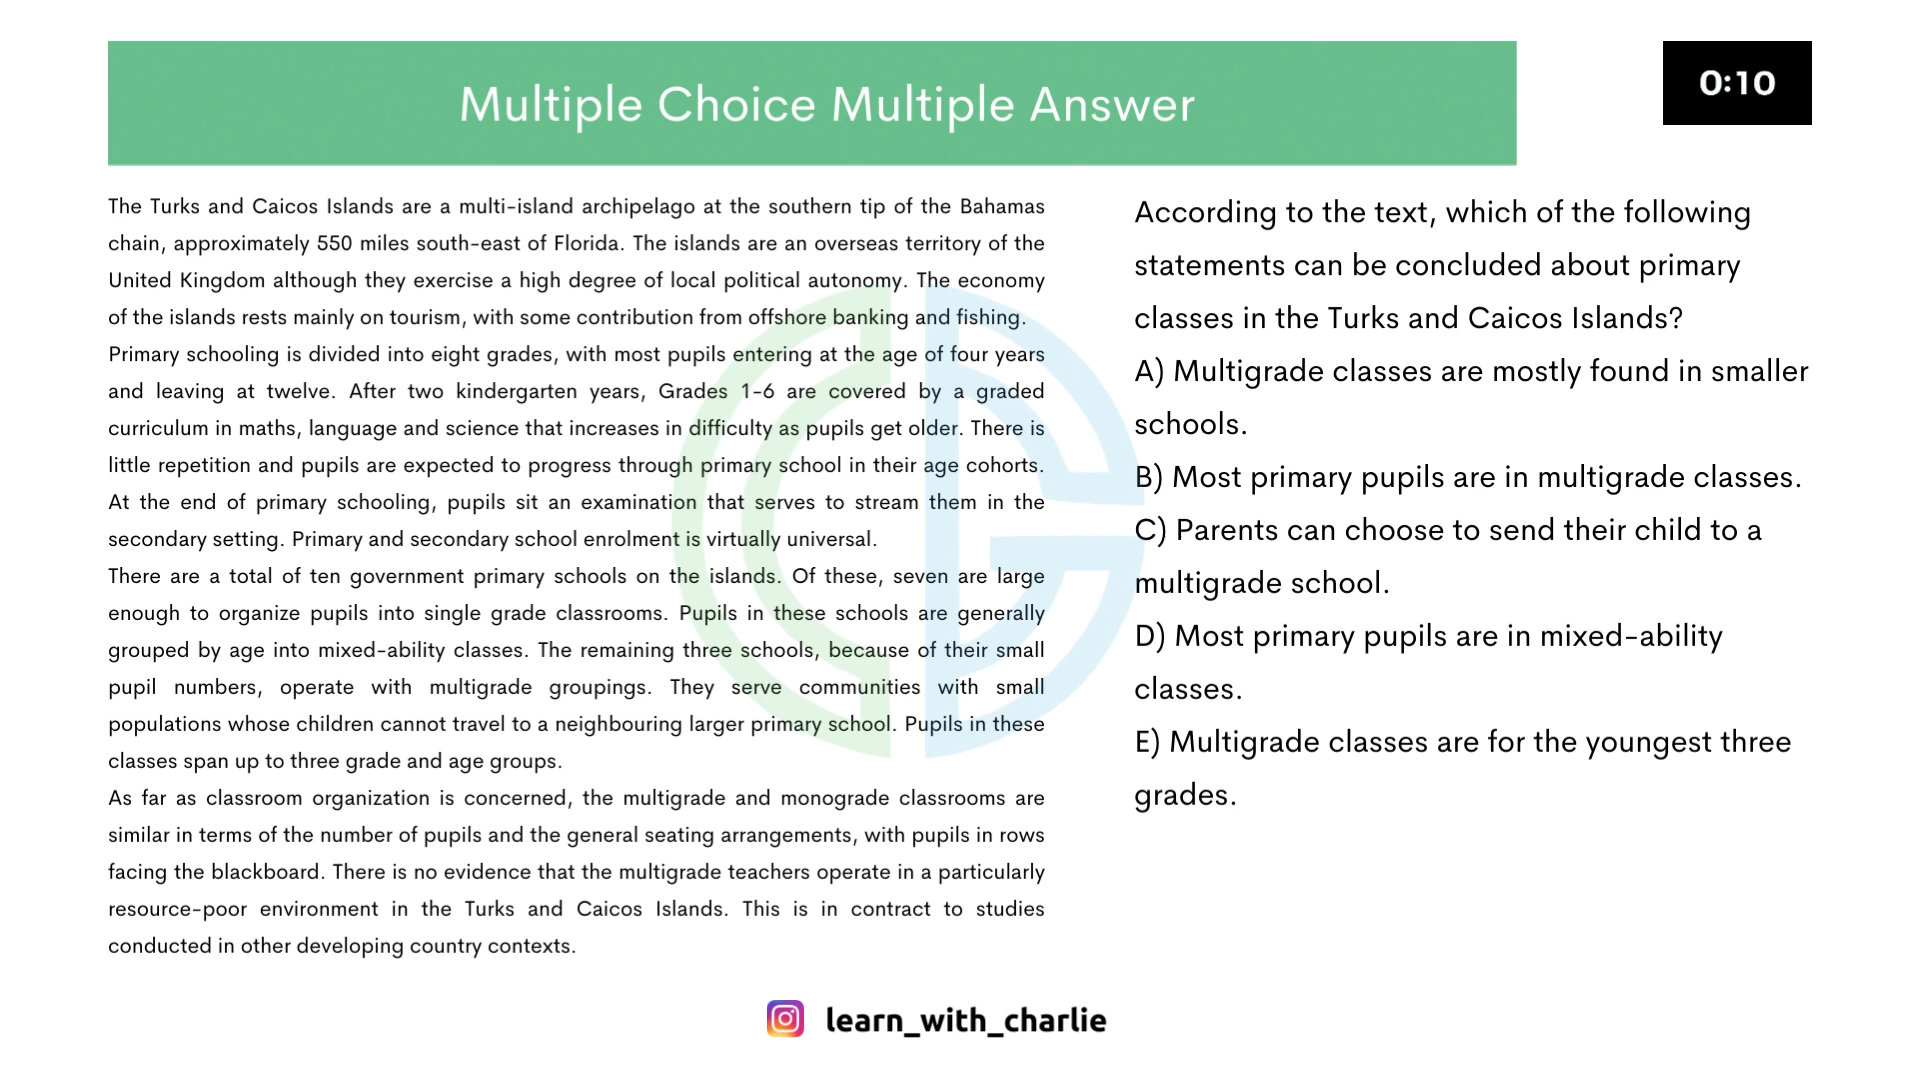 Multiple Choice Multiple Answer
0:10
The Turks and Caicos Islands are a multi-island archipelago at the southern tip of the Bahamas
chain, approximately 550 miles south-east of Florida. The islands are an overseas territory of the
United Kingdom although they exercise a high degree of local political autonomy. The economy
of the islands rests mainly on tourism, with some contribution from offshore banking and fishing.
Primary schooling is divided into eight grades, with most pupils entering at the age of four years
and leaving at twelve. After two kindergarten years, Grades 1-6 are covered by a graded
curriculum in maths, language and science that increases in difficulty as pupils get older. There is
little repetition and pupils are expected to progress through primary school in their age cohorts.
At the end of primary schooling, pupils sit an examination that serves to stream them in the
secondary setting. Primary and secondary school enrolment is virtually universal.
There are a total of ten government primary schools on the islands. Of these, seven are large
enough to organize pupils into single grade classrooms. Pupils in these schools are generally
grouped by age into mixed-ability classes. The remaining three schools, because of their small
pupil numbers, operate with multigrade groupings. They serve communities with small
populations whose children cannot travel to a neighbouring larger primary school. Pupils in these
classes span up to three grade and age groups.
As far as classroom organization is concerned, the multigrade and monograde classrooms are
similar in terms of the number of pupils and the general seating arrangements, with pupils in rows
facing the blackboard. There is no evidence that the multigrade teachers operate in a particularly
resource-poor environment in the Turks and Caicos Islands. This is in contract to studies
conducted in other developing country contexts.
According to the text, which of the following
statements can be concluded about primary
classes in the Turks and Caicos Islands?
A) Multigrade classes are mostly found in smaller
schools.
B) Most primary pupils are in multigrade classes.
C) Parents can choose to send their child to a
multigrade school.
D) Most primary pupils are in mixed-ability
classes.
E) Multigrade classes are for the youngest three
grades.
learn_with_charlie